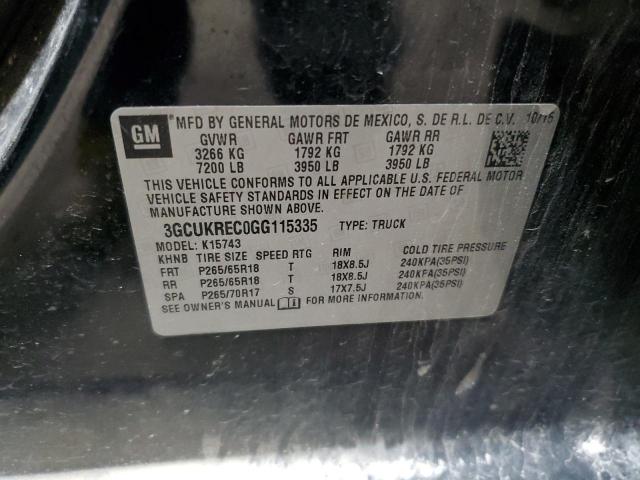 GM
MFD BY GENERAL MOTORS DE MEXICO, S. DE R.L. DE C.V. 10/15
GVWR GAWR FRT GAWR RR
3266 KG 1792 KG 1792 KG
7200 LB 3950 LB 3950 LB
THIS VEHICLE CONFORMS TO ALL APPLICABLE U.S. FEDERAL MOTOR
VEHICLE SAFETY STANDARDS IN EFFECT ON THE DATE OF
MANUFACTURE SHOWN ABOVE.
3GCUKREC0GG115335 TYPE: TRUCK
MODEL: K15743
KHNB TIRE SIZE SPEED RTG RIM COLD TIRE PRESSURE
FRT P265/65R18 T 18X8.5J 240KPA(35PSI)
RR P265/65R18 T 18X8.5J 240KPA(35PSI)
SPA P265/70R17 S 17X7.5J 240KPA(35PSI)
SEE OWNER'S MANUAL FOR MORE INFORMATION